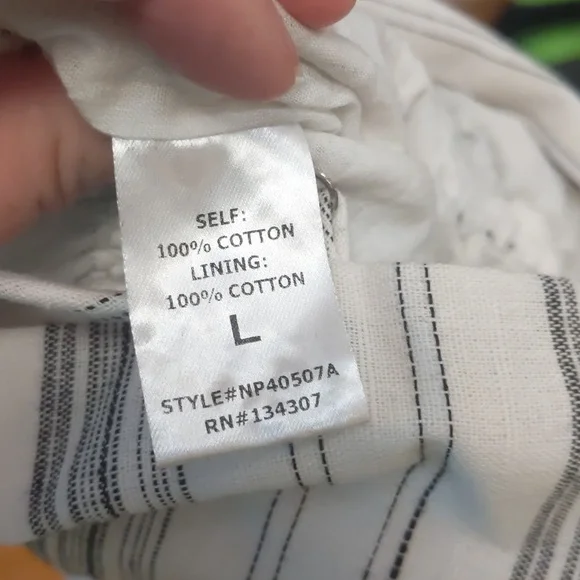 SELF:
100% COTTON
LINING:
100% COTTON
L
STYLE#NP40507A
RN#134307